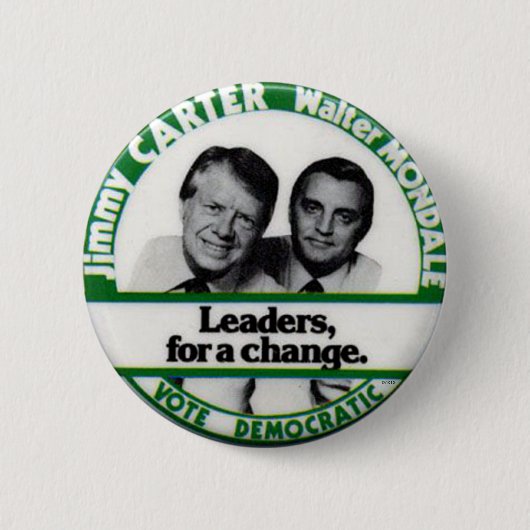 Jimmy CARTER Walter MONDALE
Leaders,
for a change.
VOTE DEMOCRATIC